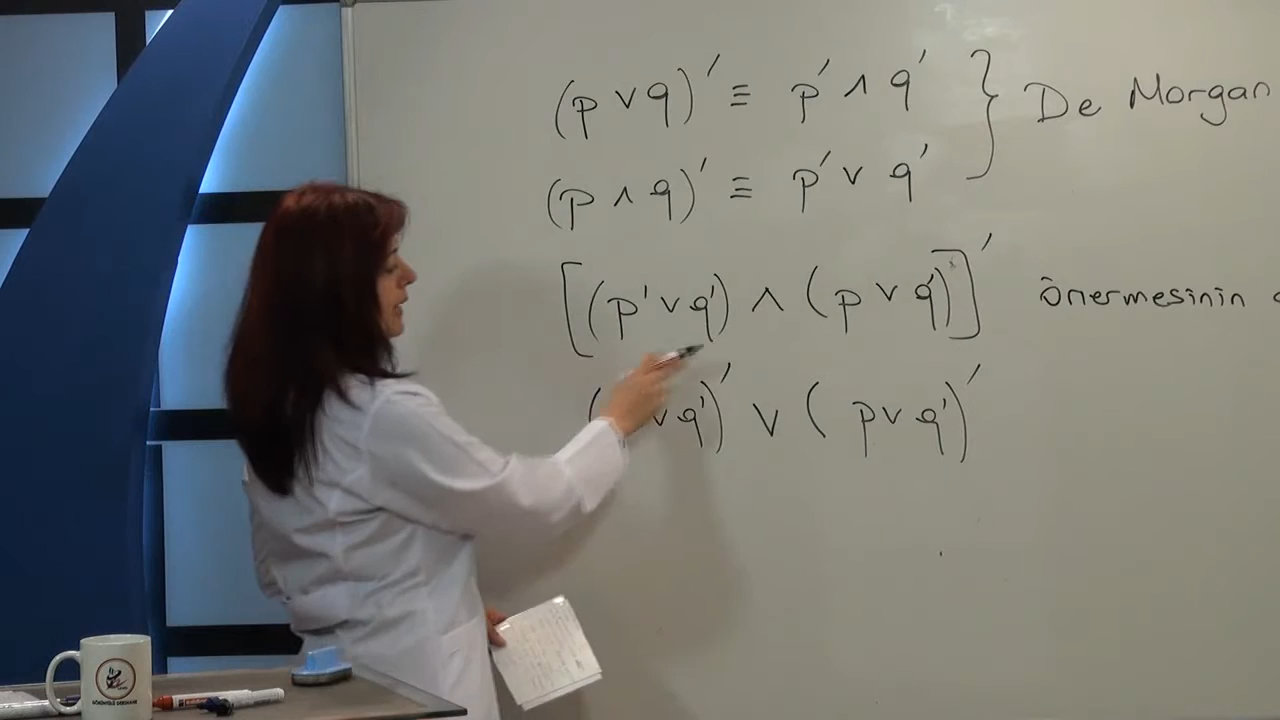 (p ∨ q)′ ≡ p′ ∧ q′ } De Morgan
(p ∧ q)′ ≡ p′ ∨ q′
[(p′ ∨ q′) ∧ (p ∨ q′)]′ önermesinin
( ∨ q′)′ ∨ ( p ∨ q′)′